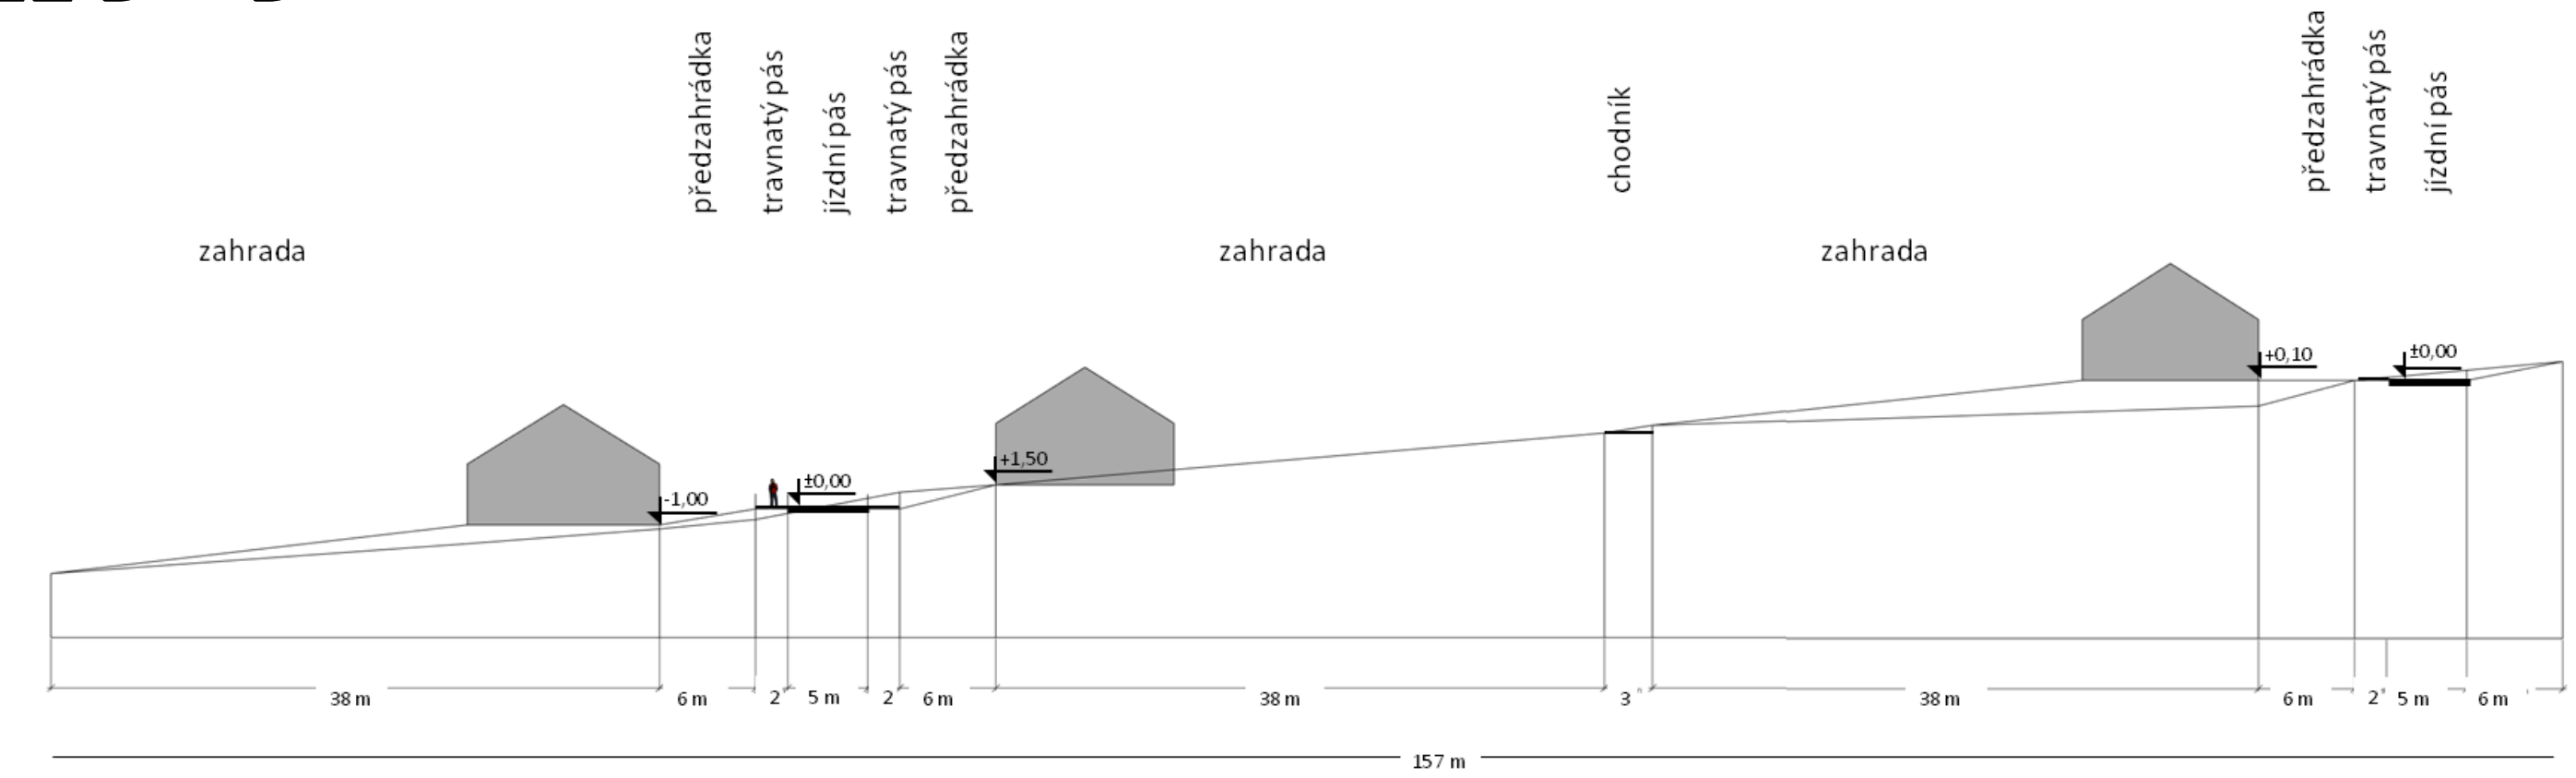 předzahrádka
travnatý pás
jízdní pás
travnatý pás
předzahrádka
chodník
předzahrádka
travnatý pás
jízdní pás
zahrada
zahrada
zahrada
+0,10
±0,00
+1,50
±0,00
-1,00
38 m
6 m
2
5 m
2
6 m
38 m
3
38 m
6 m
2
5 m
6 m
157 m